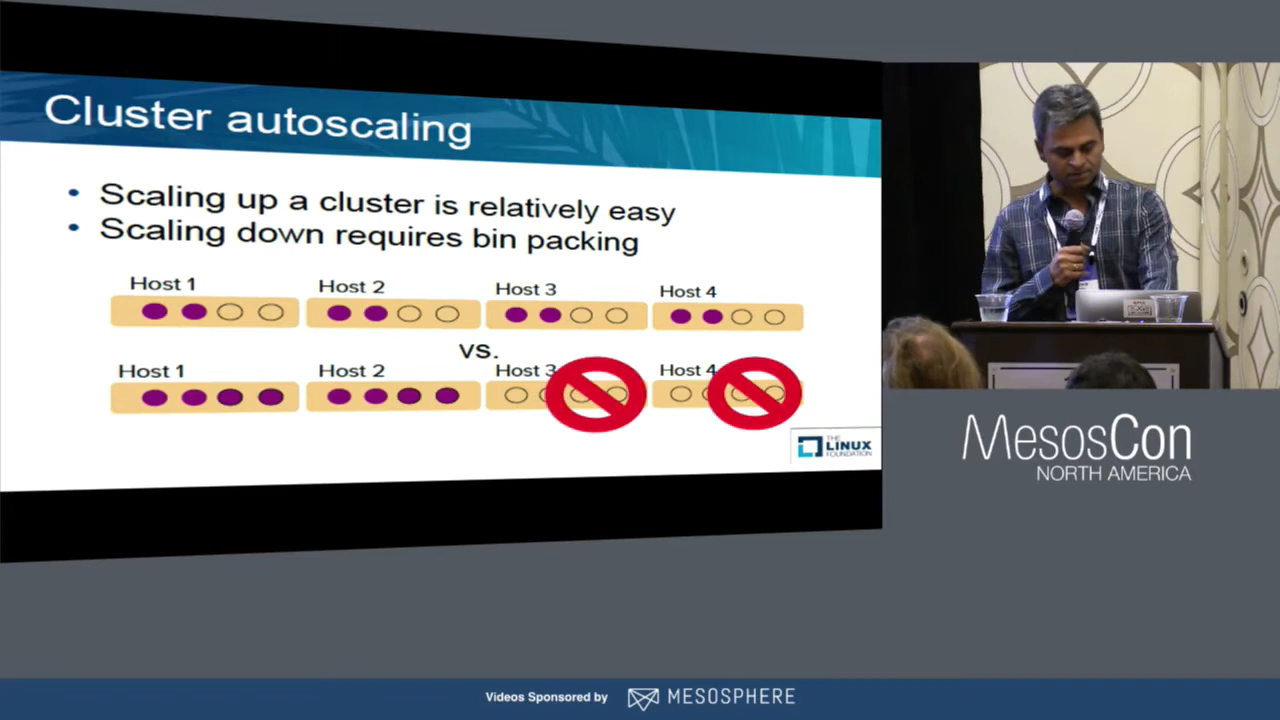 Cluster autoscaling
• Scaling up a cluster is relatively easy
• Scaling down requires bin packing
Host 1 Host 2 Host 3 Host 4
vs.
Host 1 Host 2 Host 3 Host 4
THE
LINUX
FOUNDATION
MesosCon
NORTH AMERICA
Videos Sponsored by MESOSPHERE